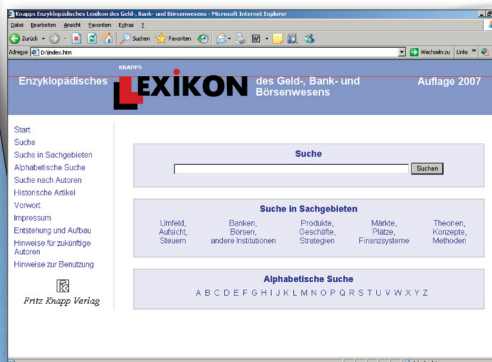 Knapps Enzyklopädisches Lexikon des Geld-, Bank- und Börsenwesens - Microsoft Internet Explorer
Datei Bearbeiten Ansicht Favoriten Extras ?
Zurück Suchen Favoriten
Adresse D:\index.htm Wechseln zu Links »
KNAPPS
Enzyklopädisches LEXIKON des Geld-, Bank- und Börsenwesens Auflage 2007
Start
Suche
Suche in Sachgebieten
Alphabetische Suche
Suche nach Autoren
Historische Artikel
Vorwort
Impressum
Entstehung und Aufbau
Hinweise für zukünftige
Autoren
Hinweise zur Benutzung
Fritz Knapp Verlag
Suche
Suchen
Suche in Sachgebieten
Umfeld, Banken, Produkte, Märkte, Theorien,
Aufsicht, Börsen, Geschäfte, Plätze, Konzepte,
Steuern andere Institutionen Strategien Finanzsysteme Methoden
Alphabetische Suche
A B C D E F G H I J K L M N O P Q R S T U V W X Y Z